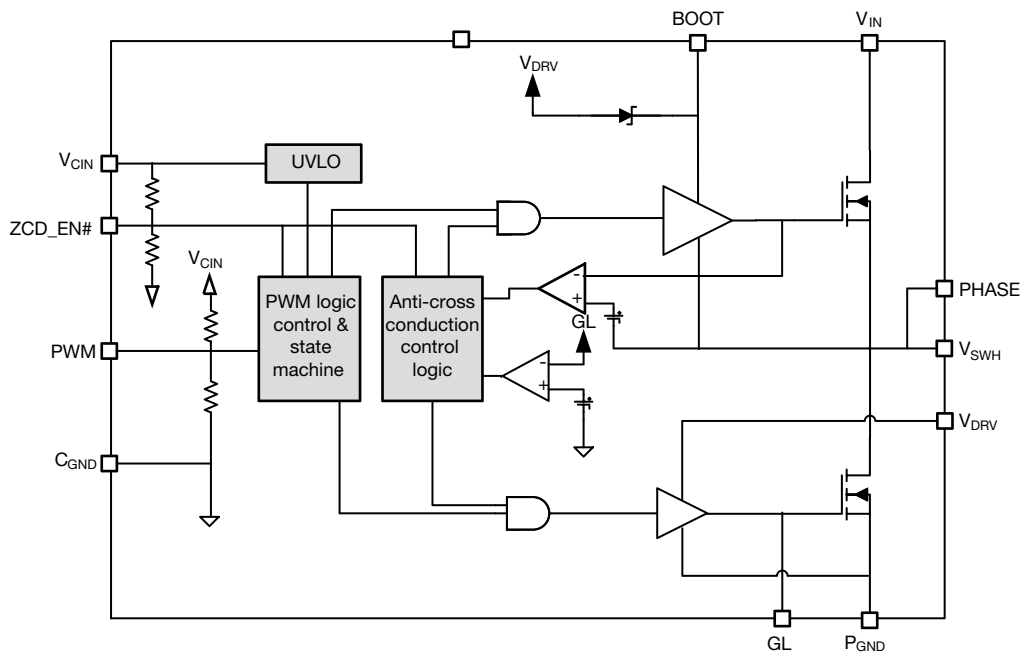 BOOT
VIN
VDRV
VCIN
UVLO
ZCD_EN#
VCIN
PWM logic
control &
state
machine
Anti-cross
conduction
control
logic
-
+
GL
-
+
PHASE
PWM
VSWH
VDRV
CGND
GL
PGND